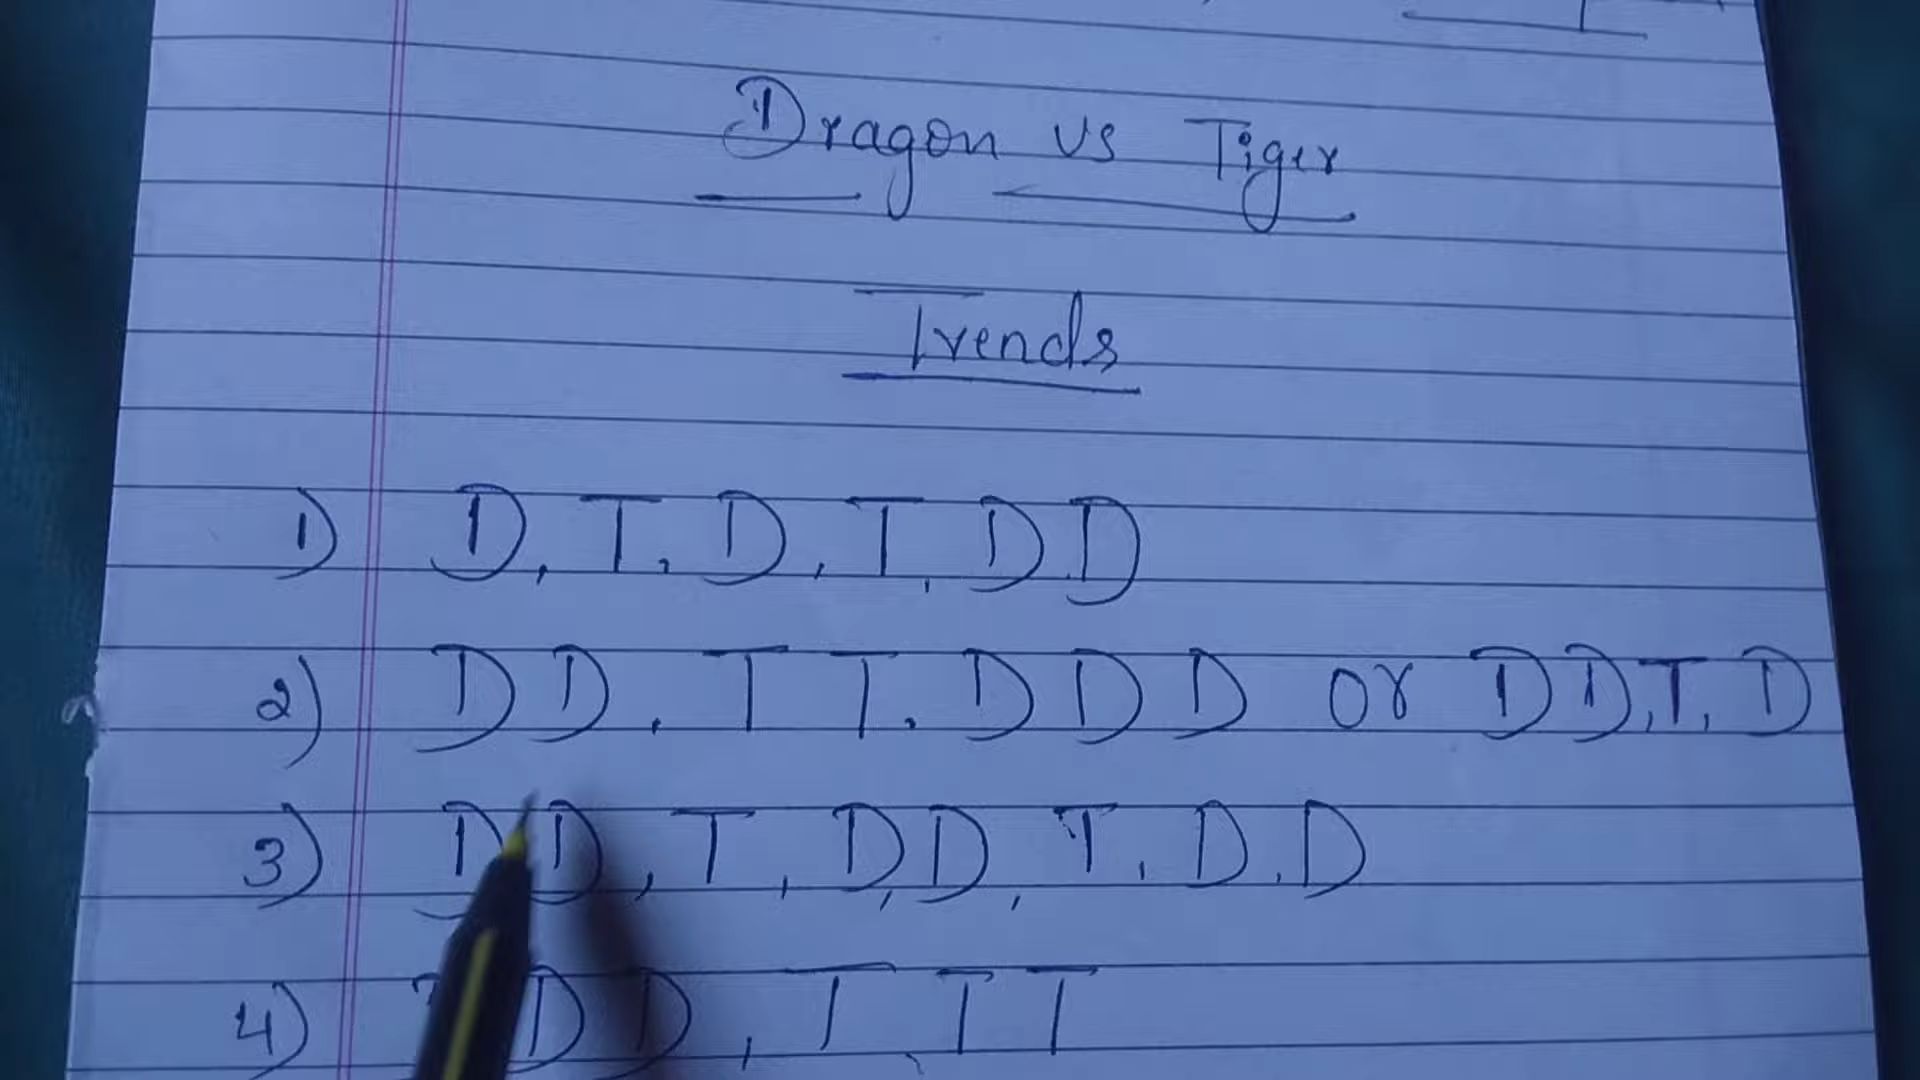 Dragon vs Tiger
Trends
1) D, T, D, T, D D
2) D D, T T, D D D or D D, T, D
3) D D, T, D, D, T, D, D
4) D D, T T T